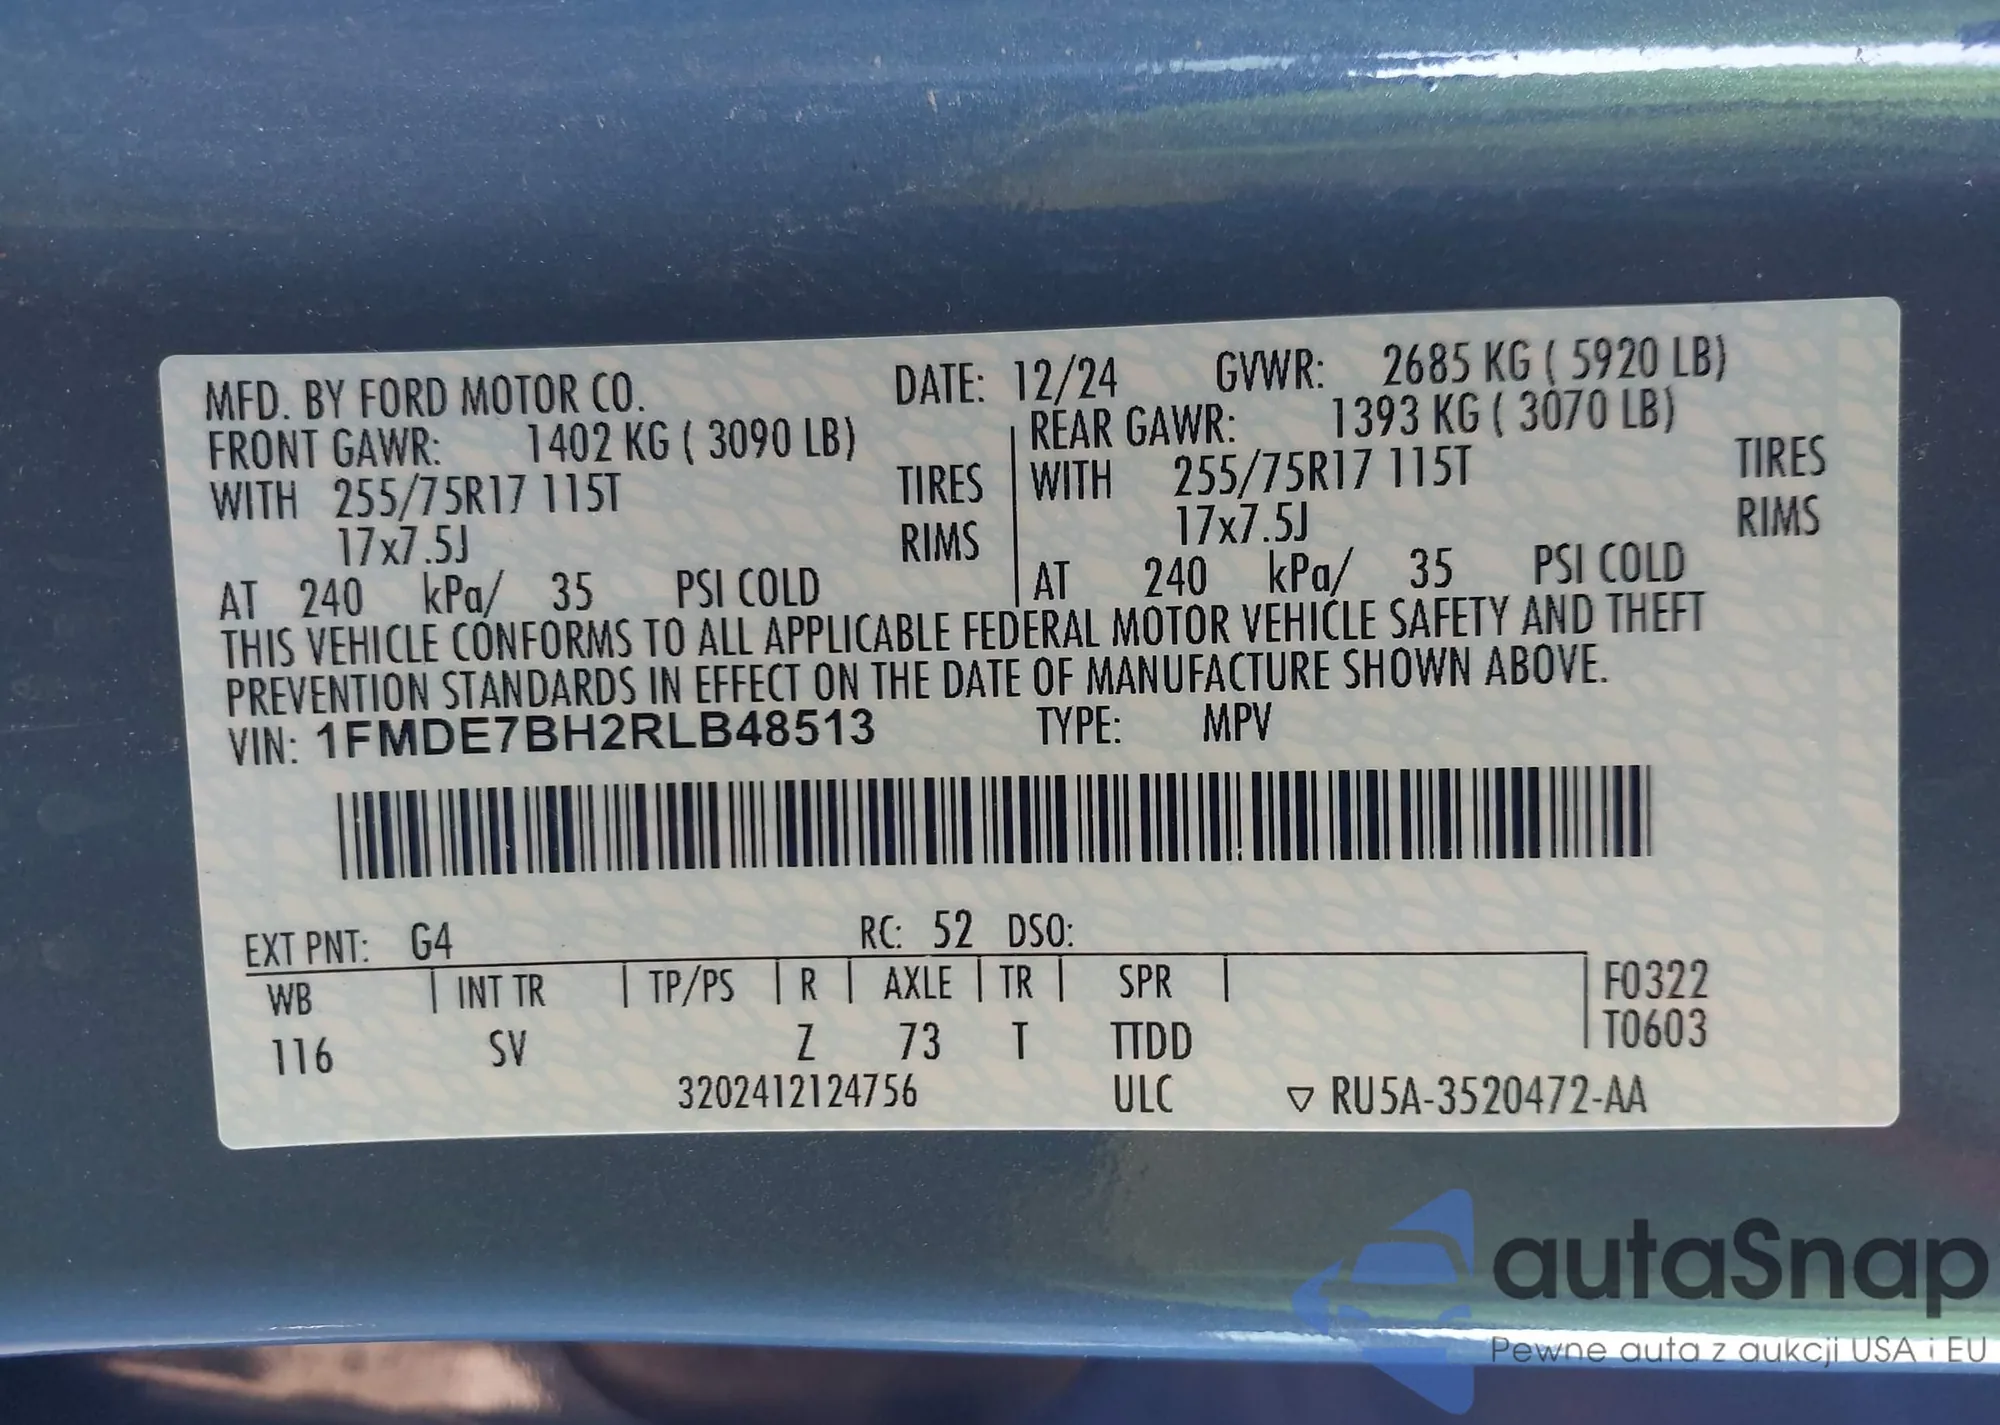 MFD. BY FORD MOTOR CO. DATE: 12/24 GVWR: 2685 KG ( 5920 LB)
FRONT GAWR: 1402 KG ( 3090 LB) REAR GAWR: 1393 KG ( 3070 LB)
WITH 255/75R17 115T TIRES WITH 255/75R17 115T TIRES
17x7.5J RIMS 17x7.5J RIMS
AT 240 kPa/ 35 PSI COLD AT 240 kPa/ 35 PSI COLD
THIS VEHICLE CONFORMS TO ALL APPLICABLE FEDERAL MOTOR VEHICLE SAFETY AND THEFT
PREVENTION STANDARDS IN EFFECT ON THE DATE OF MANUFACTURE SHOWN ABOVE.
VIN: 1FMDE7BH2RLB48513 TYPE: MPV
EXT PNT: G4 RC: 52 DSO:
WB INT TR TP/PS R AXLE TR SPR F0322
T0603
116 SV Z 73 T TTDD
3202412124756 ULC ▽ RU5A-3520472-AA
autaSnap
Pewne auta z aukcji USA i EU